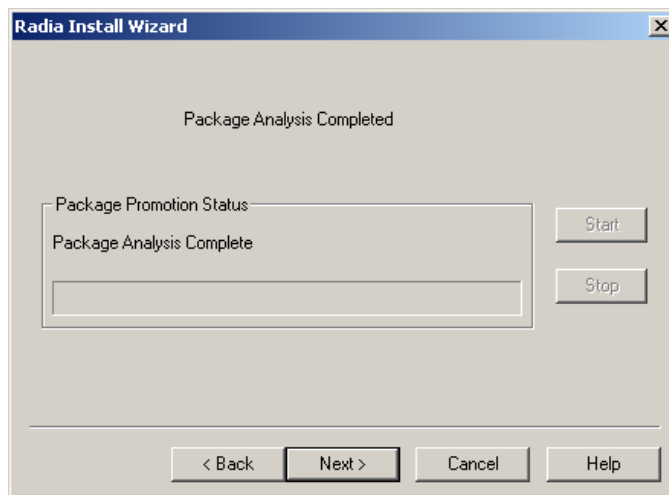 Radia Install Wizard
Package Analysis Completed
Package Promotion Status
Package Analysis Complete
Start
Stop
< Back
Next >
Cancel
Help